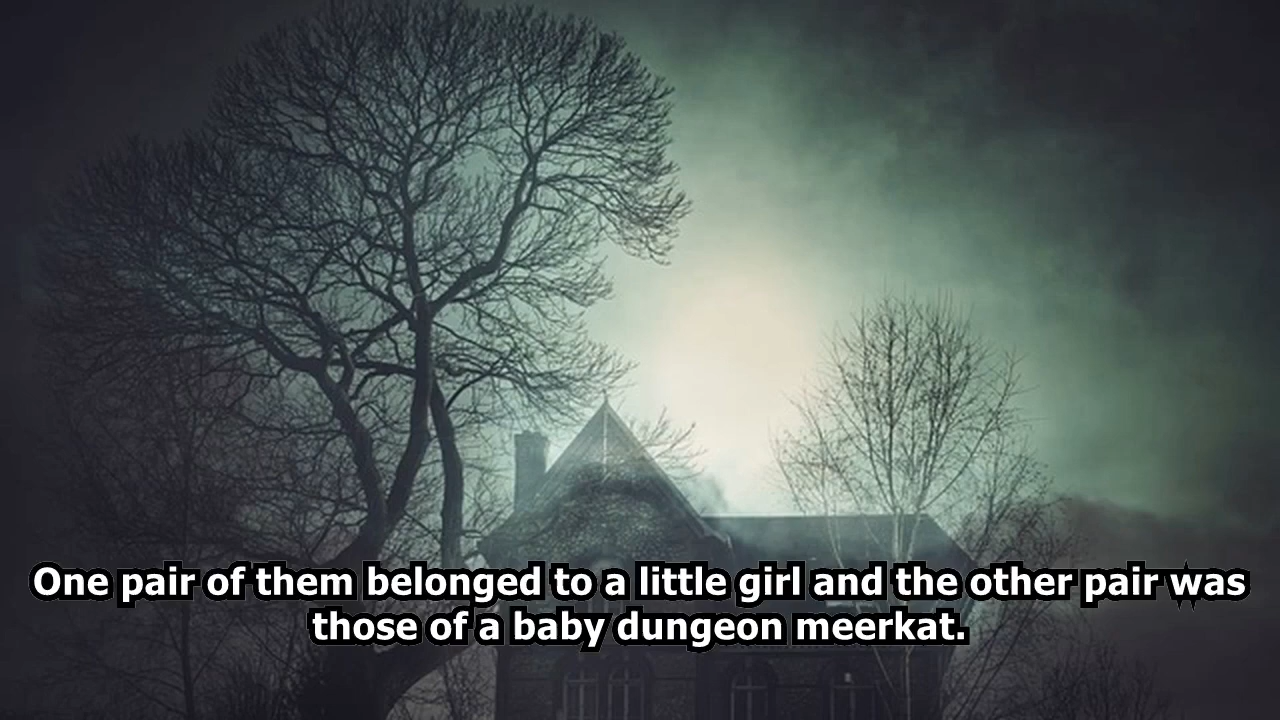 One pair of them belonged to a little girl and the other pair was
those of a baby dungeon meerkat.